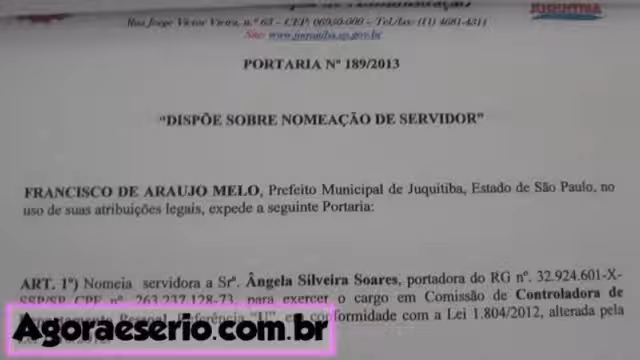 Rua Jorge Victor Vieira, n.º 63 – CEP 06950.000 – Tel/fax: (11) 4681-4311
Site: www.juquitiba.sp.gov.br
JUQUITIBA
PORTARIA Nº 189/2013
“DISPÕE SOBRE NOMEAÇÃO DE SERVIDOR”
FRANCISCO DE ARAUJO MELO, Prefeito Municipal de Juquitiba, Estado de São Paulo, no
uso de suas atribuições legais, expede a seguinte Portaria:
ART. 1º) Nomeia servidora a Srª. Ângela Silveira Soares, portadora do RG nº. 32.924.601-X-
SSP/SP CPF nº. 263.237.128-73, para exercer o cargo em Comissão de Controladora de
Pessoal, Referência “U”, conformidade com a Lei 1.804/2012, alterada pela
Agoraeserio.com.br